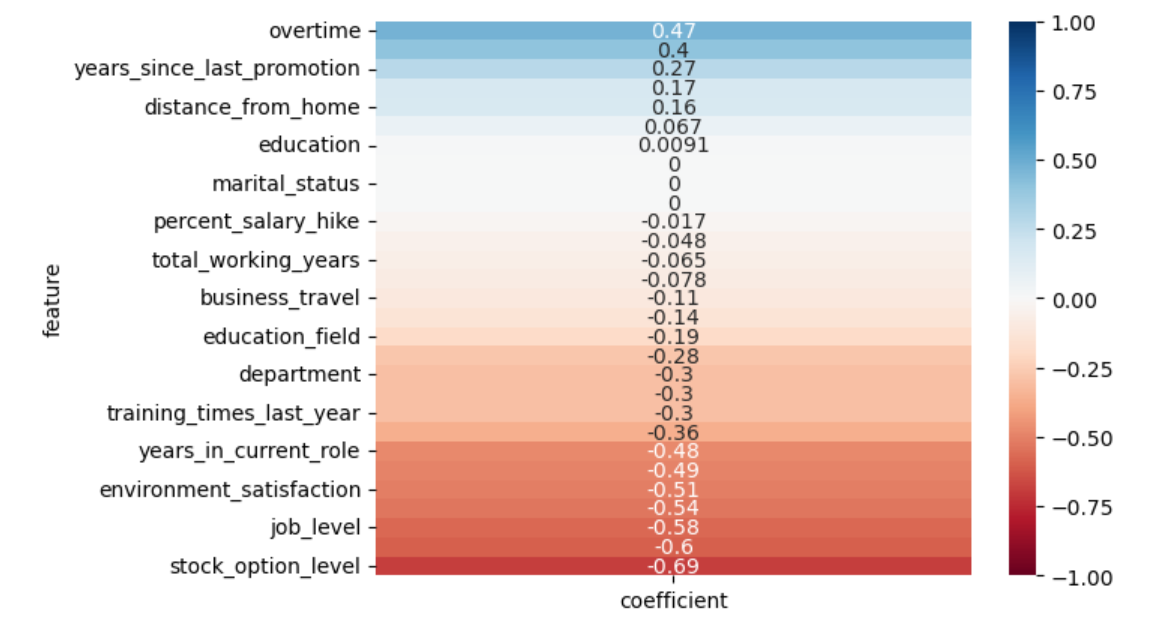 overtime 0.47
0.4
years_since_last_promotion 0.27
0.17
distance_from_home 0.16
0.067
education 0.0091
0
marital_status 0
0
percent_salary_hike -0.017
-0.048
total_working_years -0.065
-0.078
business_travel -0.11
-0.14
education_field -0.19
-0.28
department -0.3
-0.3
training_times_last_year -0.3
-0.36
years_in_current_role -0.48
-0.49
environment_satisfaction -0.51
-0.54
job_level -0.58
-0.6
stock_option_level -0.69
feature
coefficient
1.00
0.75
0.50
0.25
0.00
−0.25
−0.50
−0.75
−1.00